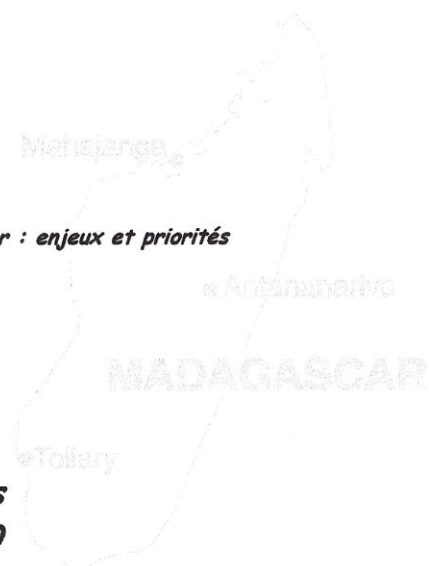 Mahajanga
r : enjeux et priorités
Antananarivo
MADAGASCAR
Toliary
s